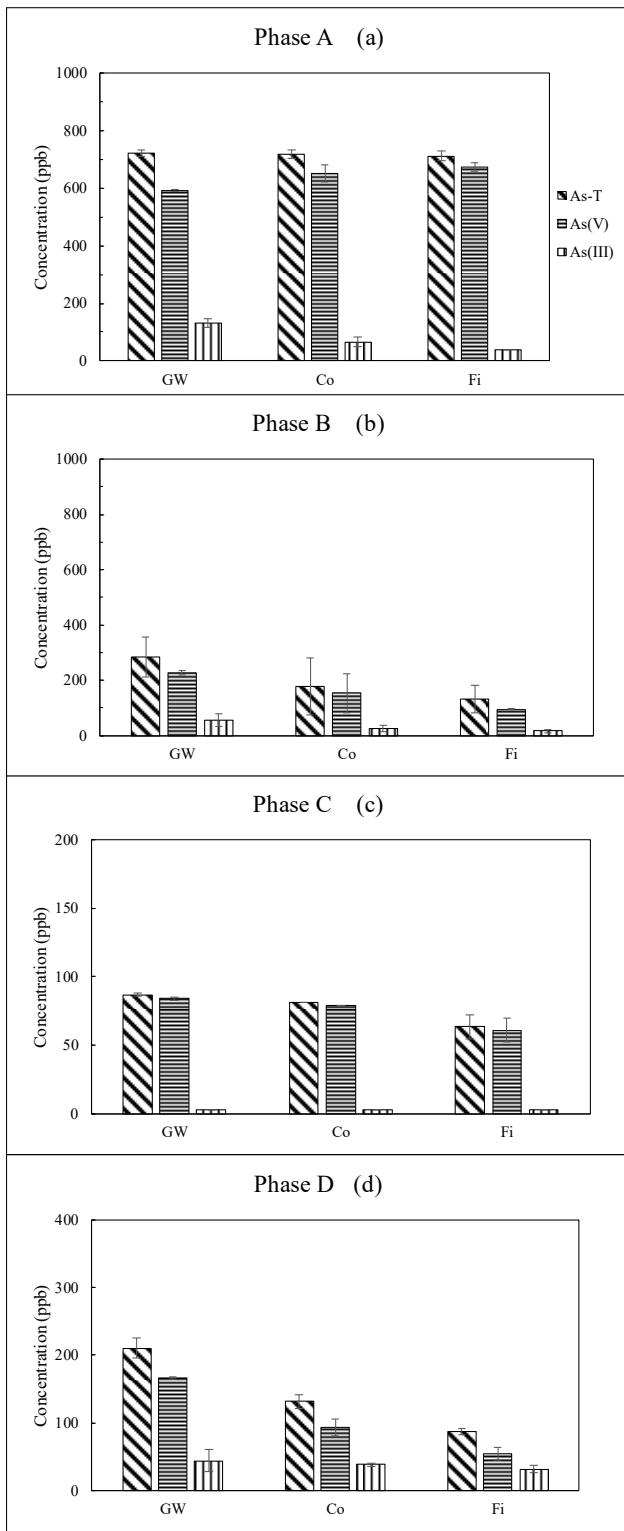 Phase A (a)
Concentration (ppb)
1000
800
600
400
200
0
GW Co Fi
As-T
As(V)
As(III)
Phase B (b)
Concentration (ppb)
1000
800
600
400
200
0
GW Co Fi
Phase C (c)
Concentration (ppb)
200
150
100
50
0
GW Co Fi
Phase D (d)
Concentration (ppb)
400
300
200
100
0
GW Co Fi